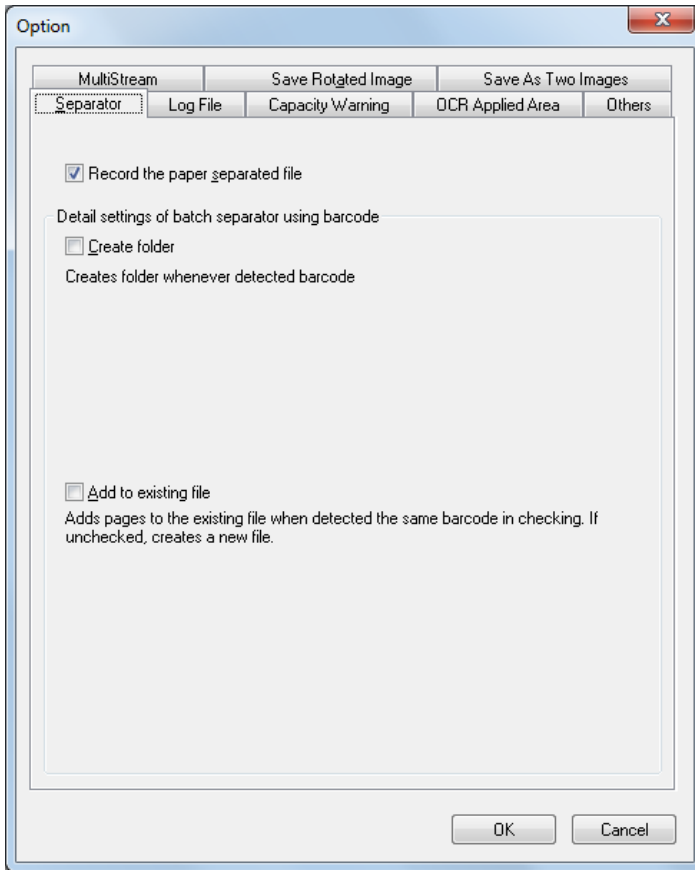 Option
MultiStream Save Rotated Image Save As Two Images
Separator Log File Capacity Warning OCR Applied Area Others
Record the paper separated file
Detail settings of batch separator using barcode
Create folder
Creates folder whenever detected barcode
Add to existing file
Adds pages to the existing file when detected the same barcode in checking. If
unchecked, creates a new file.
OK Cancel